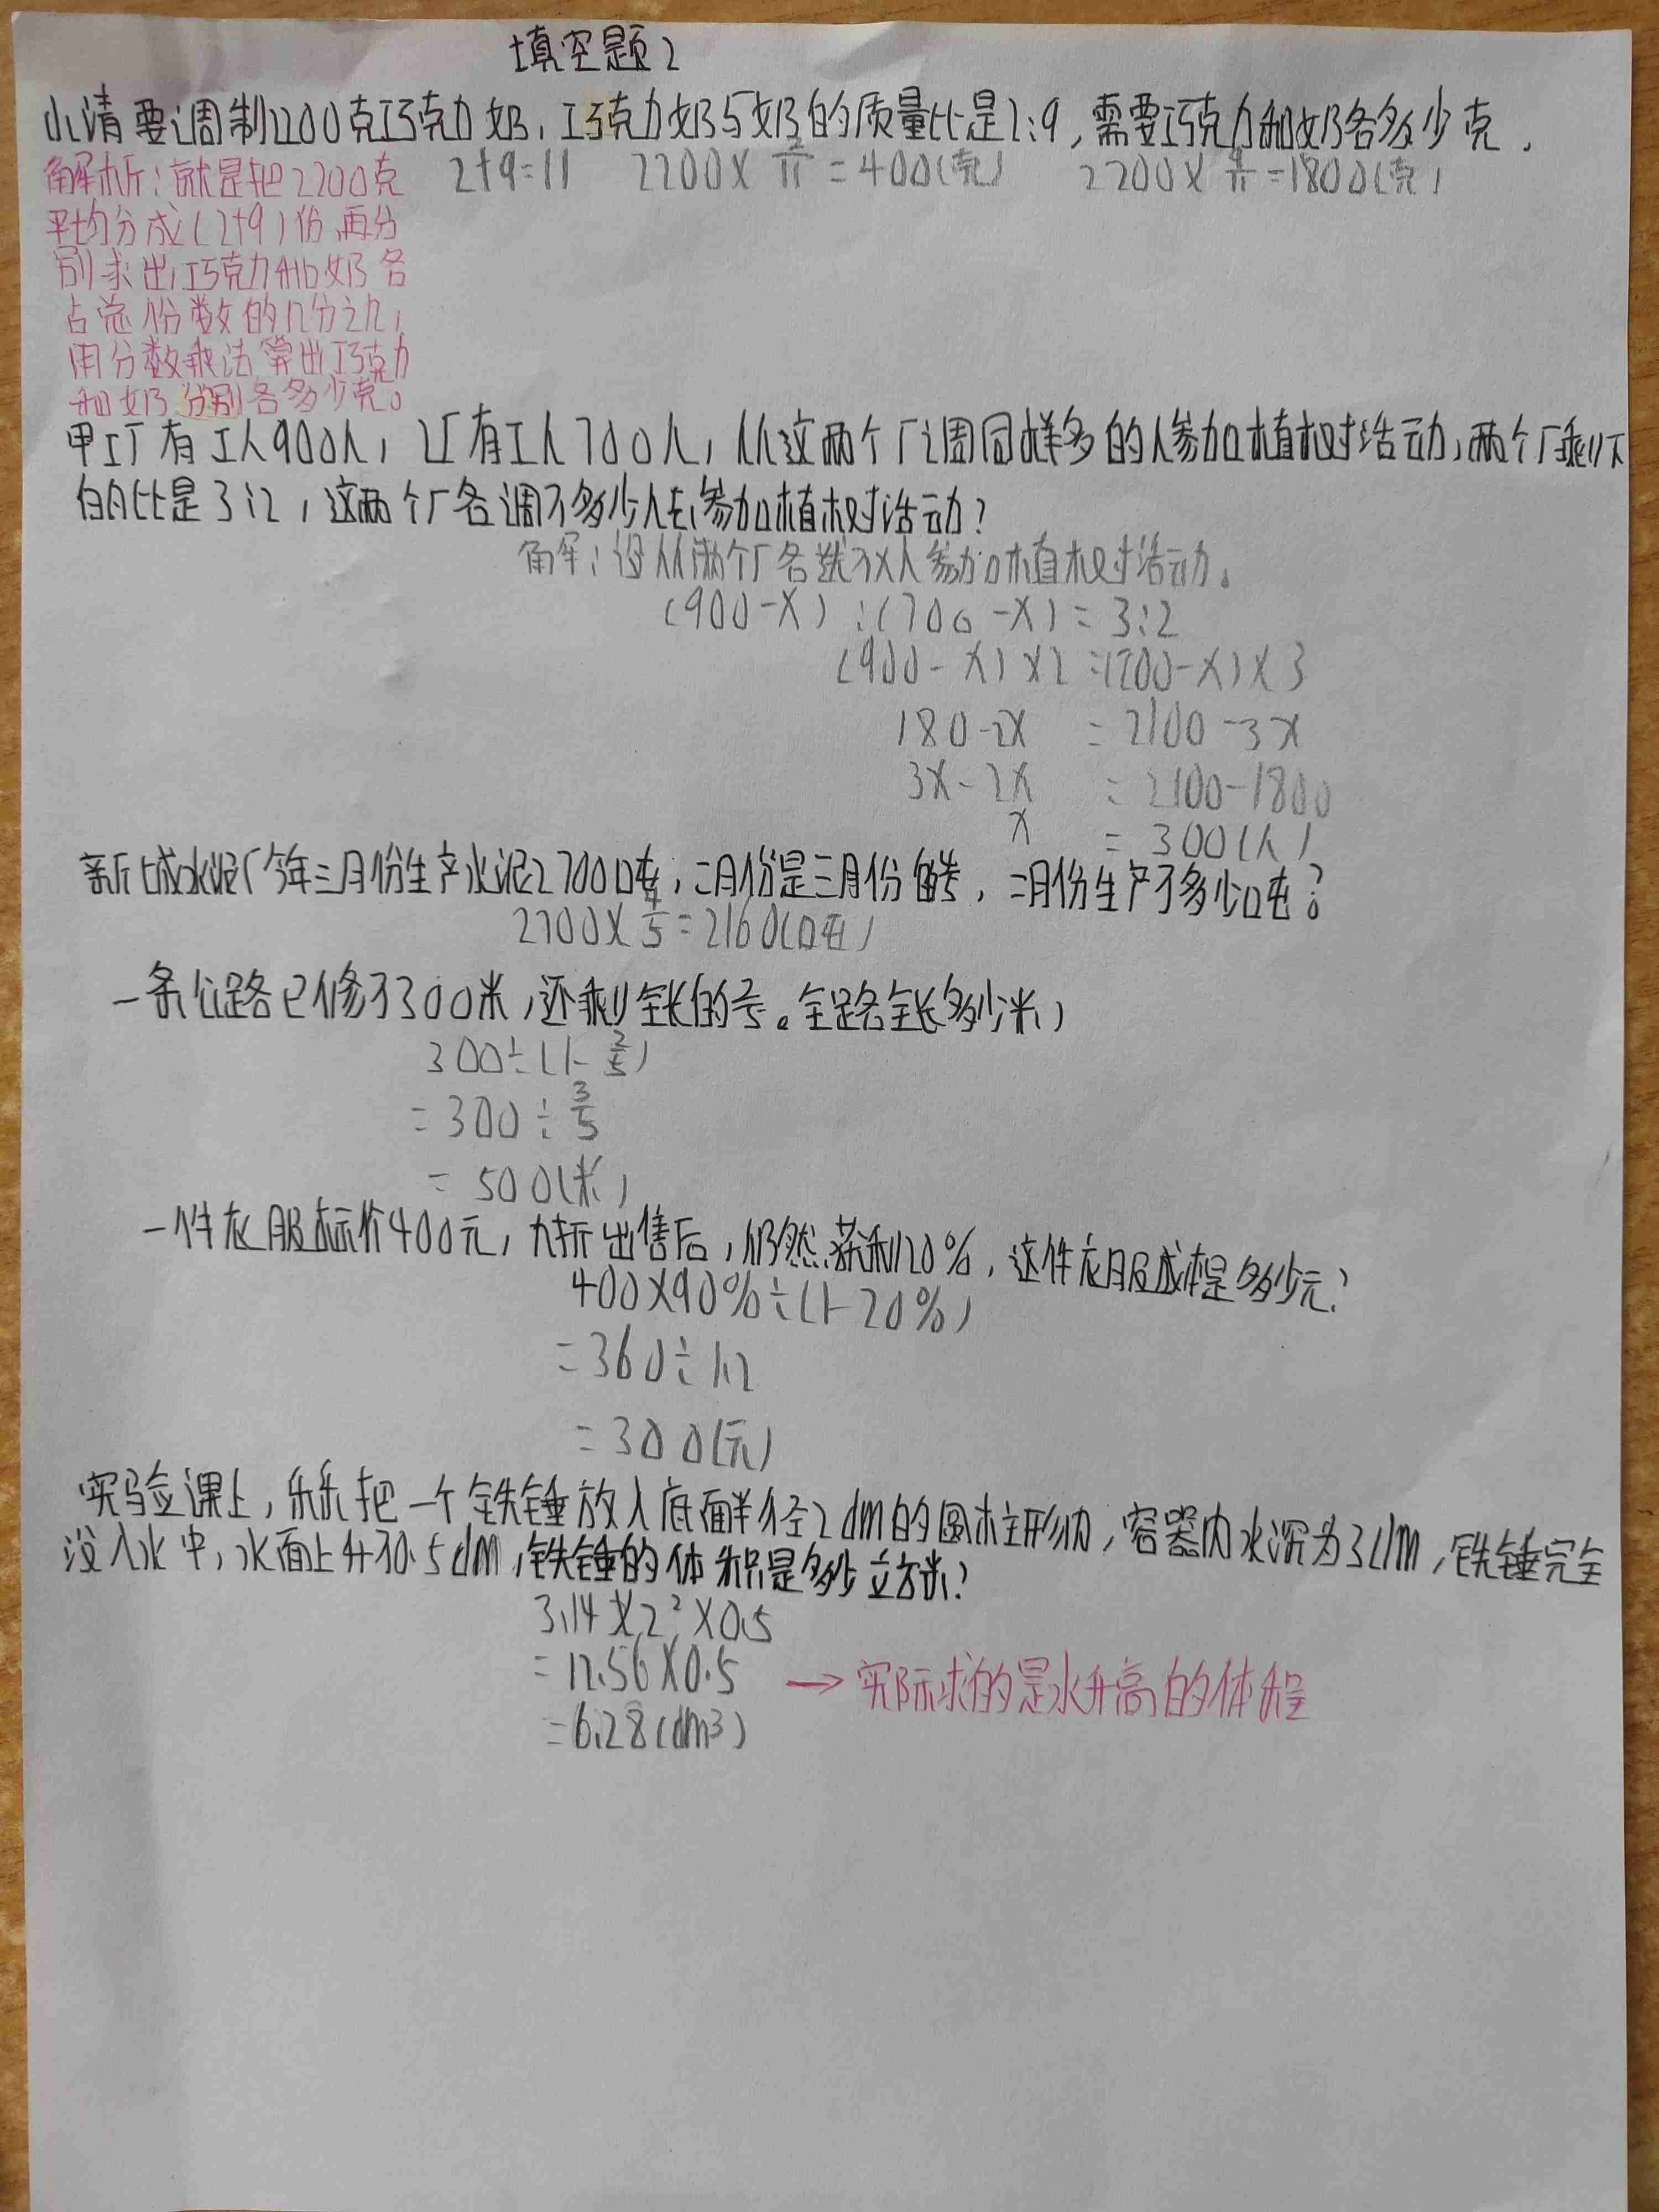 填空题2
小清要调制2200克巧克力奶,巧克力奶与奶的质量比是2:9,需要巧克力和奶各多少克.
2+9=11 2200×2/11=400(克) 2200×9/11=1800(克)
解析:就是把2200克
平均分成(2+9)份,再分
别求出巧克力和奶各
占总份数的几分之几,
用分数乘法算出巧克力
和奶分别各多少克。
甲工厂有工人900人,乙厂有工人700人,从这两个厂调同样多的人参加植树活动,两个厂剩下
的比是3:2,这两个厂各调了多少人去参加植树活动?
解:设从两个厂各选了x人参加植树活动。
(900-x):(700-x)=3:2
(900-x)×2=(700-x)×3
180-2x=2100-3x
3x-2x=2100-1800
x=300(人)
新城水泥厂今年三月份生产水泥2700吨,二月份是三月份的4/5,二月份生产了多少吨?
2700×4/5=2160(吨)
一条公路已修了300米,还剩全长的2/5。全路全长多少米)
300÷(1-2/5)
=300÷3/5
=500(米)
一件衣服标价400元,九折出售后,仍然获利20%,这件衣服成本是多少元?
400×90%÷(1-20%)
=360÷1.2
=300(元)
实验课上,乐乐把一个铁锤放入底面半径2dm的圆柱形内,容器内水深为3dm,铁锤完全
没入水中,水面上升了0.5dm,铁锤的体积是多少立方米?
3.14×2²×0.5
=12.56×0.5 → 实际求的是水升高的体程
=6.28(dm³)